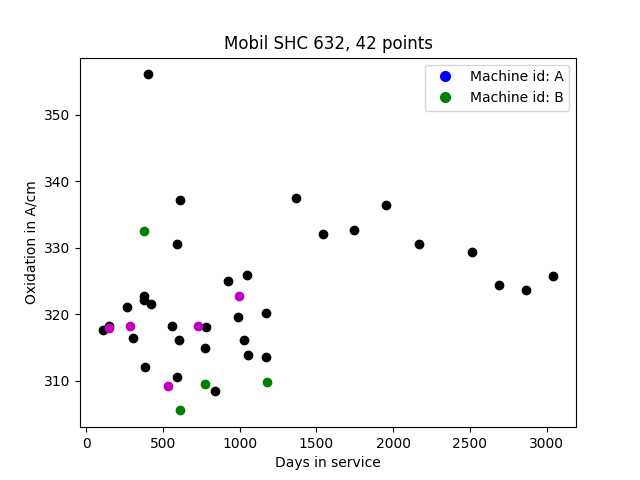 Mobil SHC 632, 42 points
Machine id: A
Machine id: B
350
340
330
320
310
Oxidation in A/cm
0 500 1000 1500 2000 2500 3000
Days in service